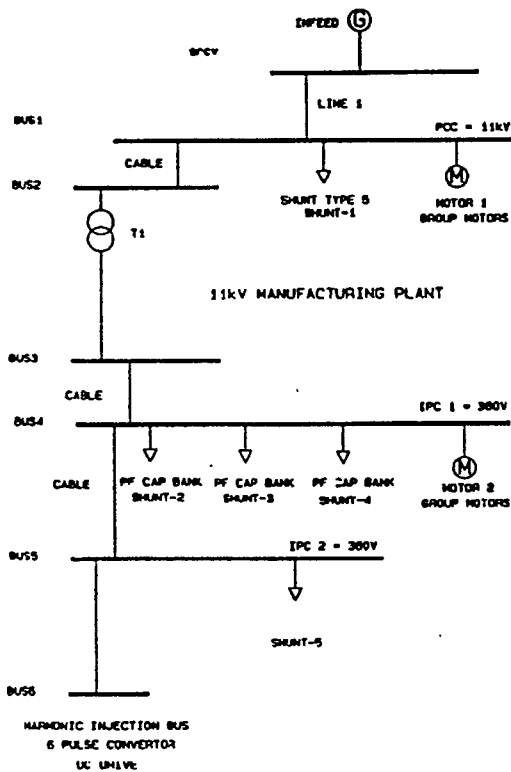 INFEED G
LINE 1
BUS1
PCC = 11kV
CABLE
BUS2
SHUNT TYPE 5
SHUNT-1
M
MOTOR 1
GROUP MOTORS
T1
11kV MANUFACTURING PLANT
BUS3
CABLE
BUS4
IPC 1 = 380V
CABLE
PF CAP BANK
SHUNT-2
PF CAP BANK
SHUNT-3
PF CAP BANK
SHUNT-4
M
MOTOR 2
GROUP MOTORS
BUS5
IPC 2 = 380V
SHUNT-5
BUS6
HARMONIC INJECTION BUS
6 PULSE CONVERTOR
DC DRIVE